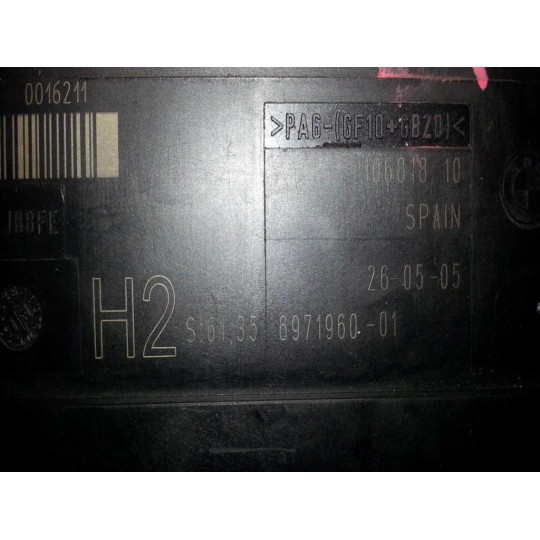 0016211
>PA6-(GF10+GB20)<
106818 10
SPAIN
26-05-05
H2 S:61.35 6971960-01